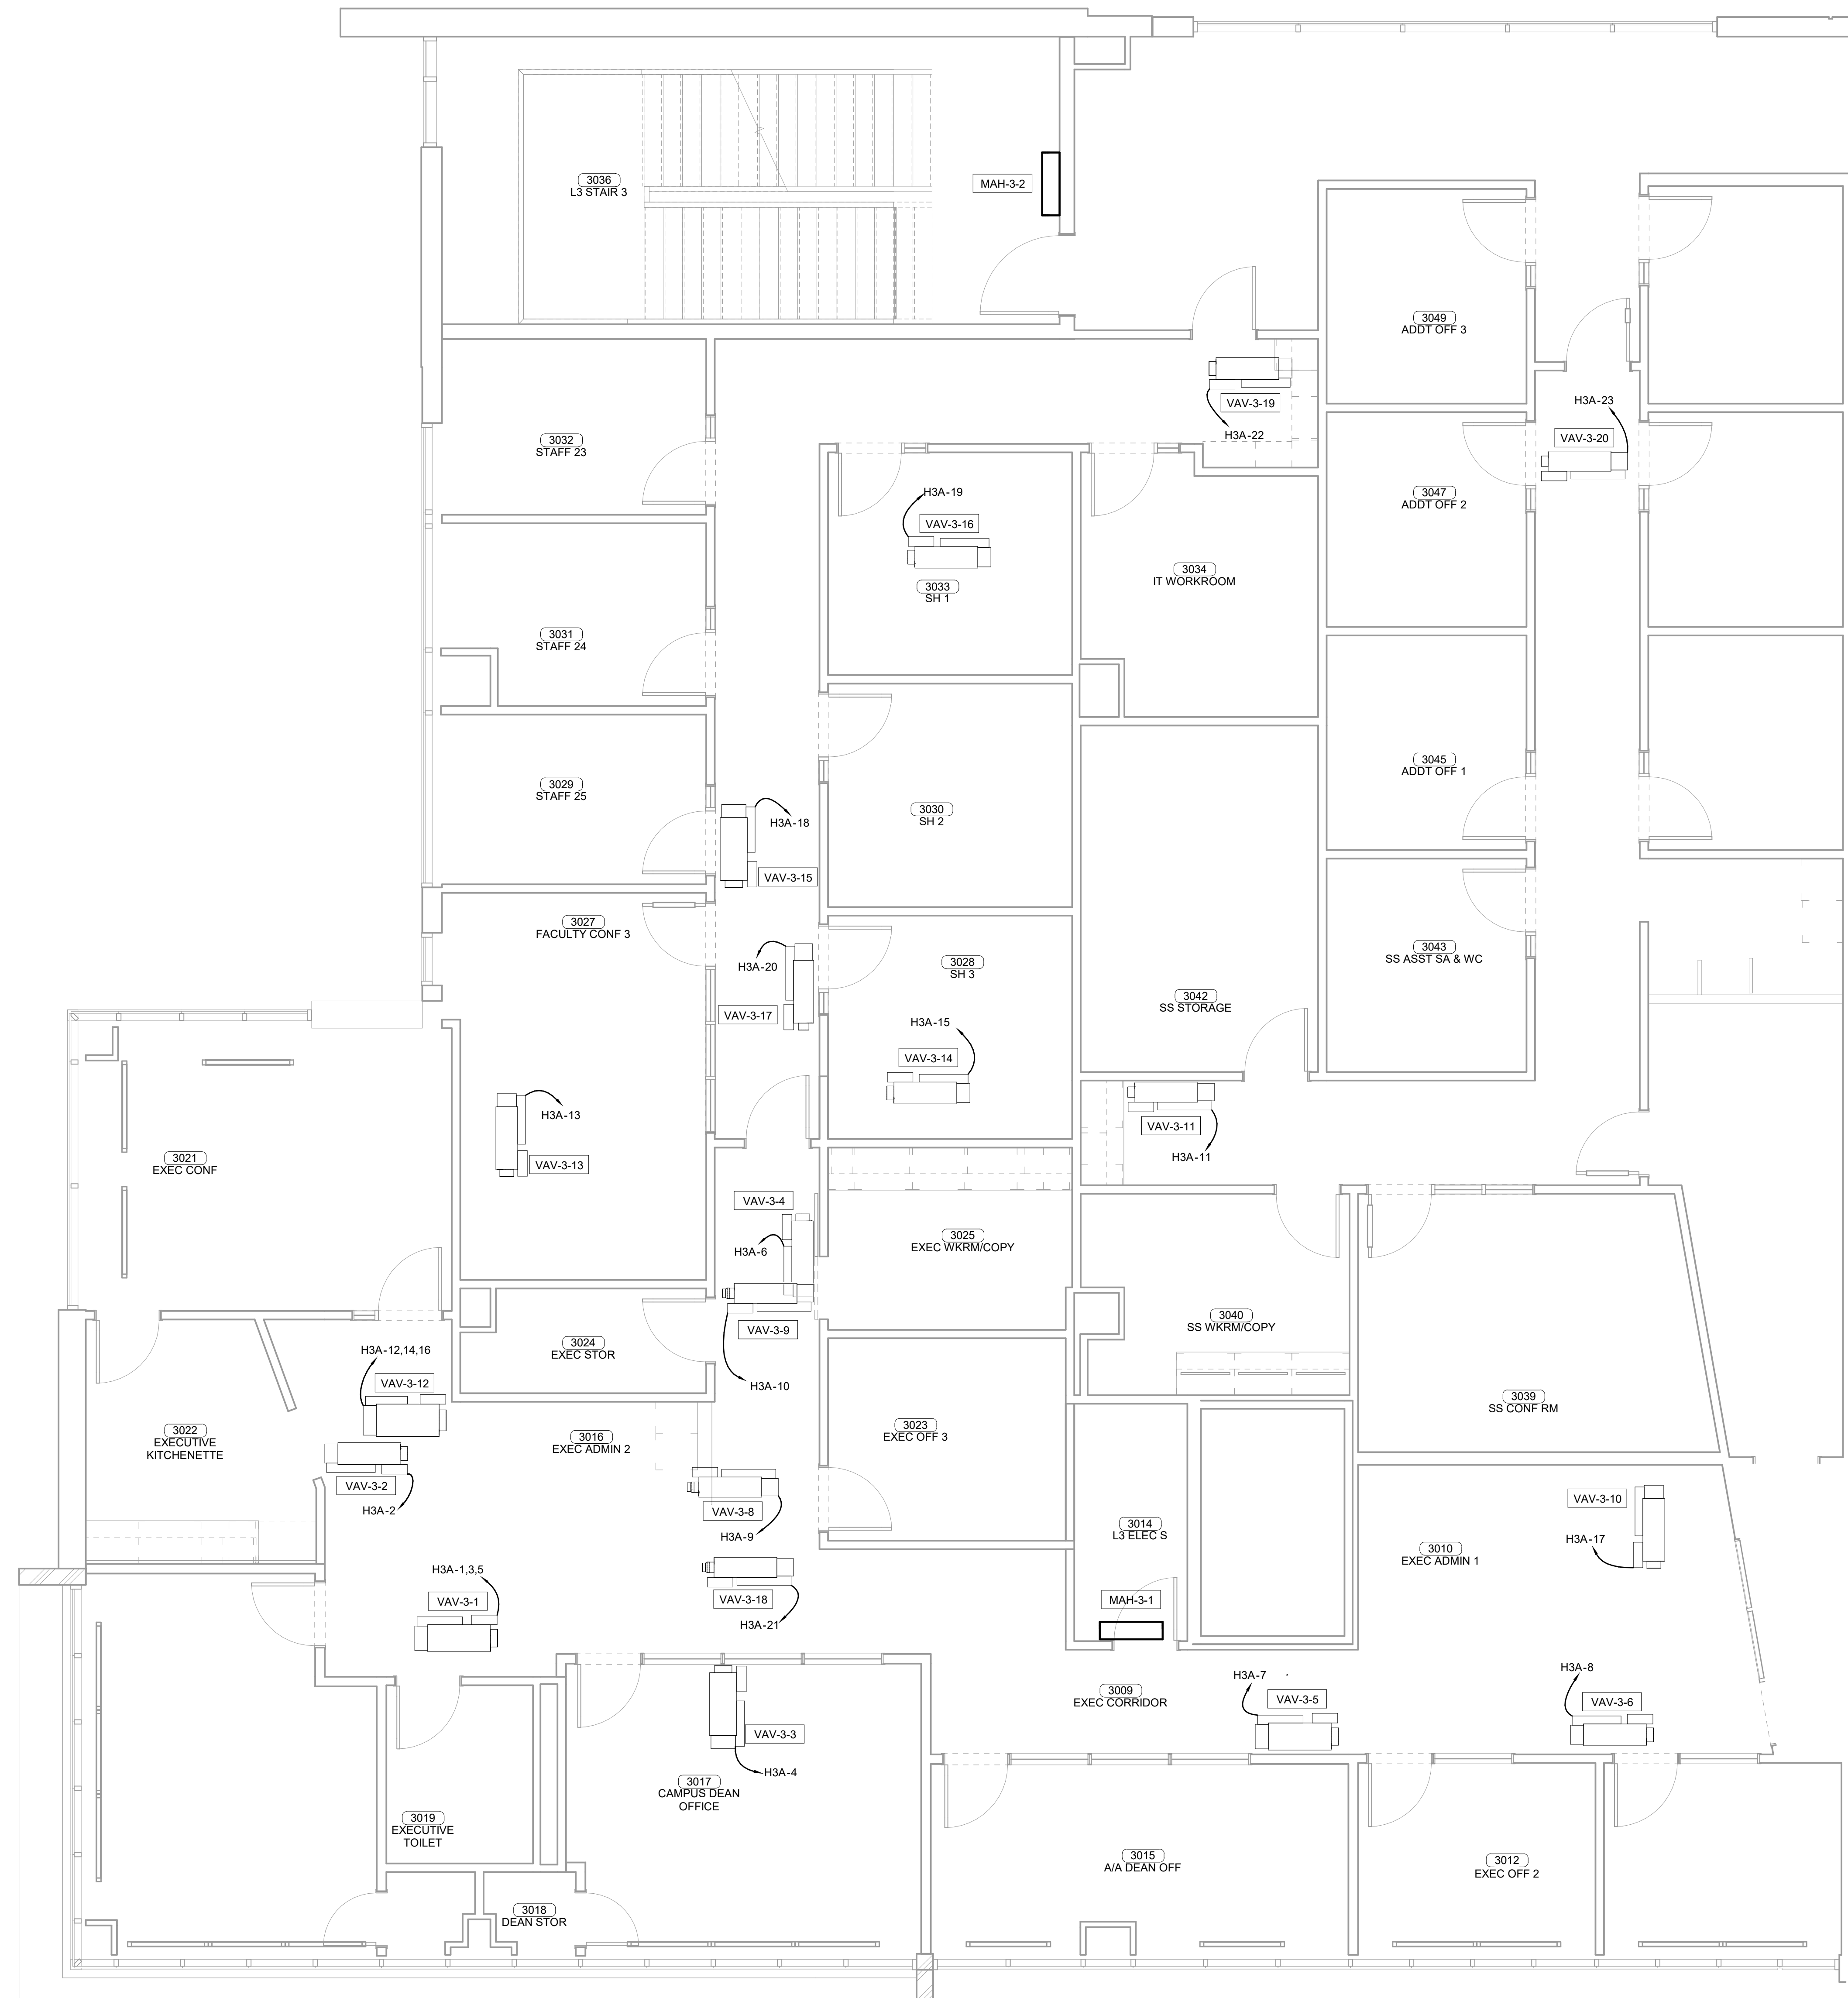 3036
L3 STAIR 3
MAH-3-2
3049
ADDT OFF 3
VAV-3-19
H3A-22
H3A-23
VAV-3-20
3032
STAFF 23
H3A-19
VAV-3-16
3033
SH 1
3034
IT WORKROOM
3047
ADDT OFF 2
3031
STAFF 24
3029
STAFF 25
H3A-18
VAV-3-15
3030
SH 2
3045
ADDT OFF 1
3027
FACULTY CONF 3
H3A-20
VAV-3-17
3028
SH 3
H3A-15
VAV-3-14
3042
SS STORAGE
3043
SS ASST SA & WC
H3A-13
VAV-3-13
VAV-3-11
H3A-11
3021
EXEC CONF
VAV-3-4
H3A-6
VAV-3-9
H3A-10
3025
EXEC WKRM/COPY
3024
EXEC STOR
3040
SS WKRM/COPY
3039
SS CONF RM
H3A-12,14,16
VAV-3-12
3022
EXECUTIVE
KITCHENETTE
VAV-3-2
H3A-2
3016
EXEC ADMIN 2
3023
EXEC OFF 3
VAV-3-8
H3A-9
3014
L3 ELEC S
3010
EXEC ADMIN 1
VAV-3-10
H3A-17
H3A-1,3,5
VAV-3-1
VAV-3-18
H3A-21
MAH-3-1
3009
EXEC CORRIDOR
H3A-7
VAV-3-5
H3A-8
VAV-3-6
VAV-3-3
H3A-4
3017
CAMPUS DEAN
OFFICE
3019
EXECUTIVE
TOILET
3015
A/A DEAN OFF
3012
EXEC OFF 2
3018
DEAN STOR